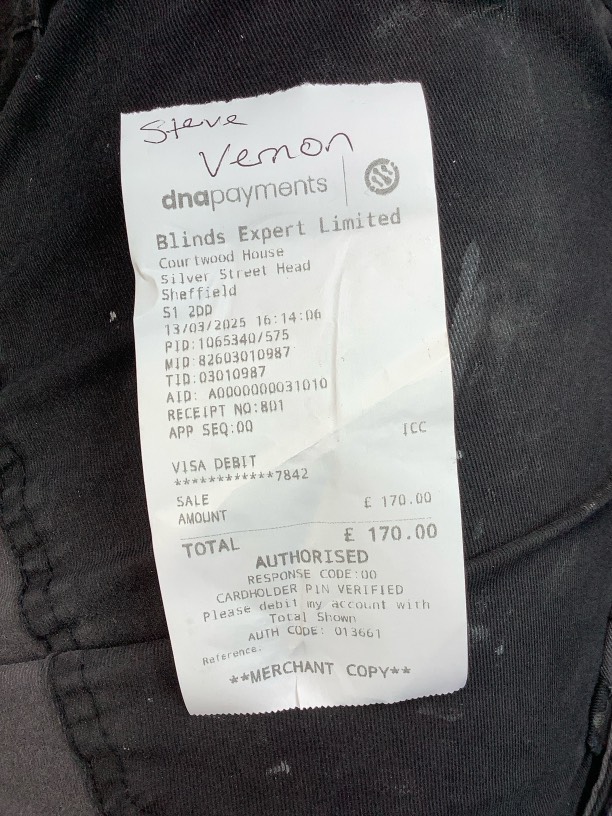 Steve
Vernon
dnapayments
Blinds Expert Limited
Courtwood House
Silver Street Head
Sheffield
S1 2DD
13/03/2025 16:14:06
PID:1065340/575
MID:82603010987
TID:03010987
AID: A0000000031010
RECEIPT NO:801
APP SEQ:00 ICC
VISA DEBIT
************7842
SALE
AMOUNT £ 170.00
TOTAL £ 170.00
AUTHORISED
RESPONSE CODE:00
CARDHOLDER PIN VERIFIED
Please debit my account with
Total Shown
AUTH CODE: 013661
Reference:
**MERCHANT COPY**